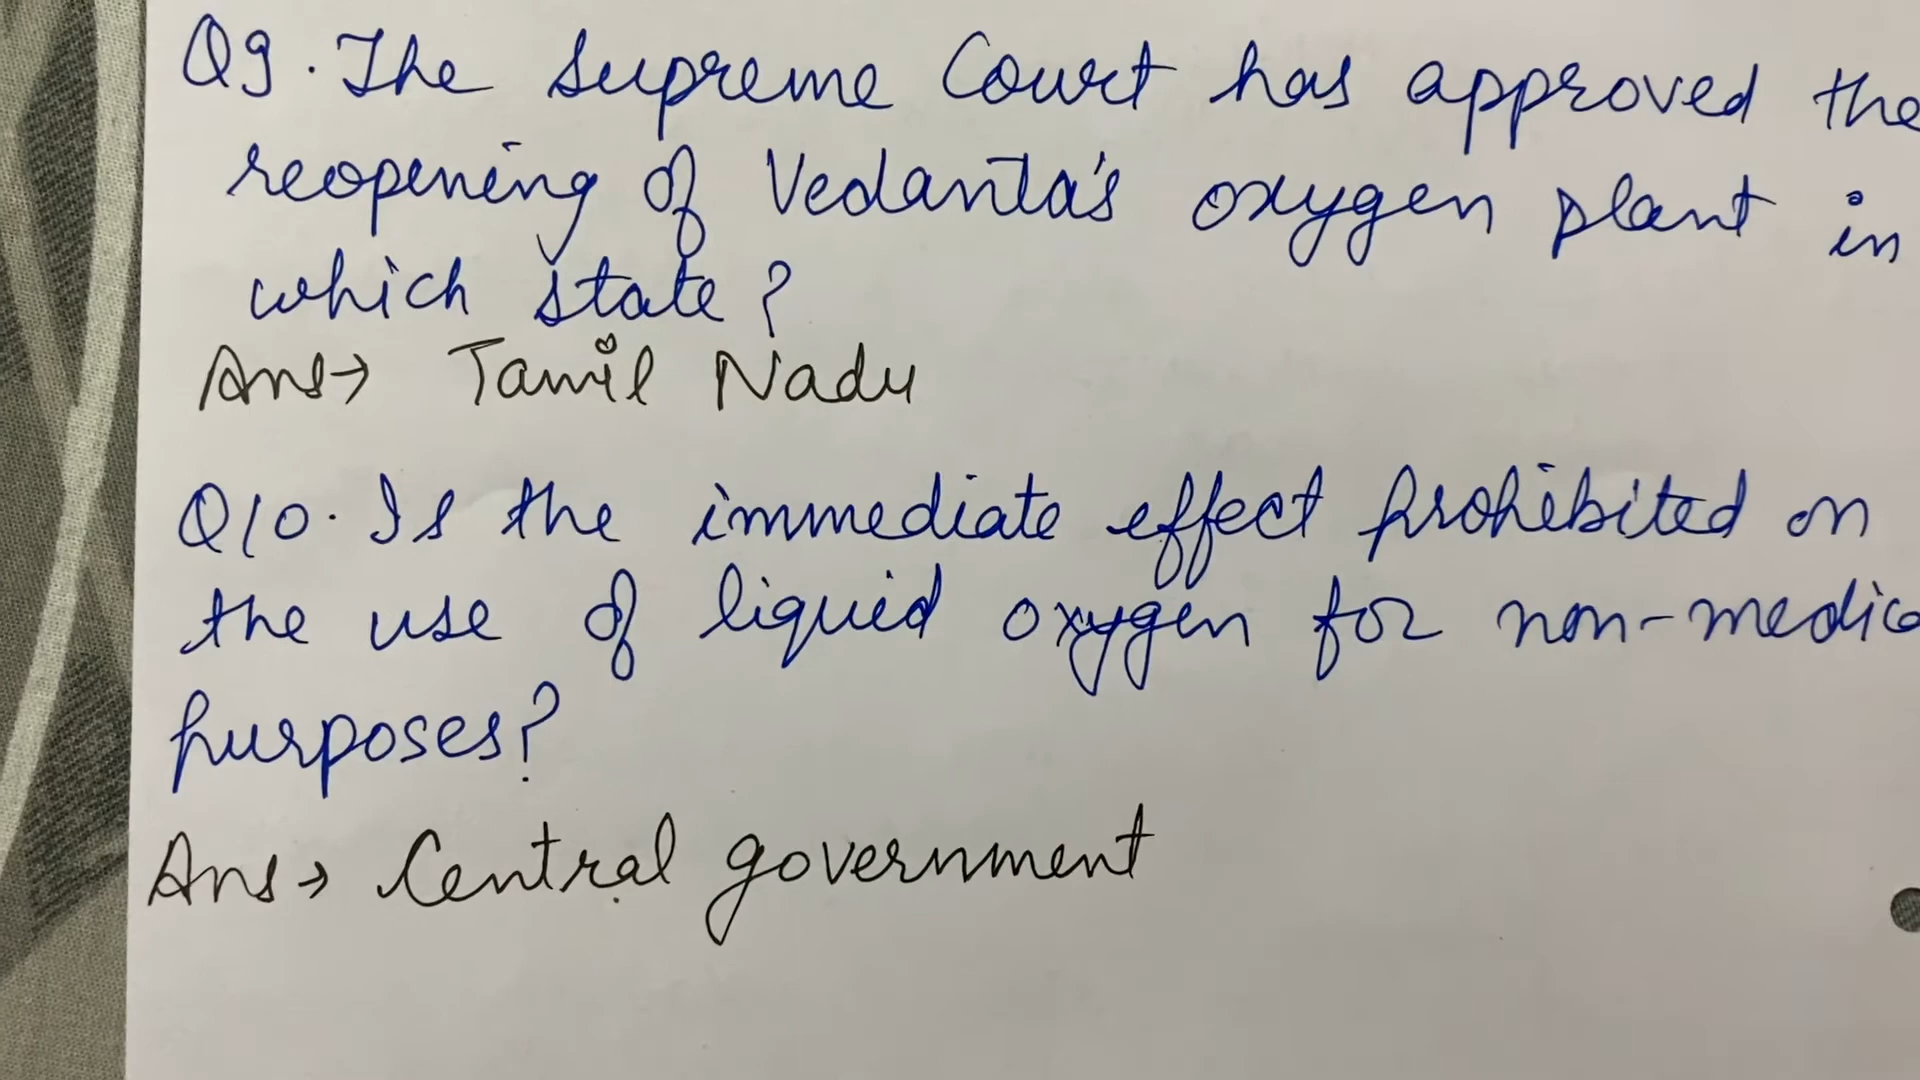 Q9. The Supreme Court has approved the
reopening of Vedanta's oxygen plant in
which state?
Ans→ Tamil Nadu
Q10. Is the immediate effect prohibited on
the use of liquid oxygen for non-medica
purposes?
Ans→ Central government